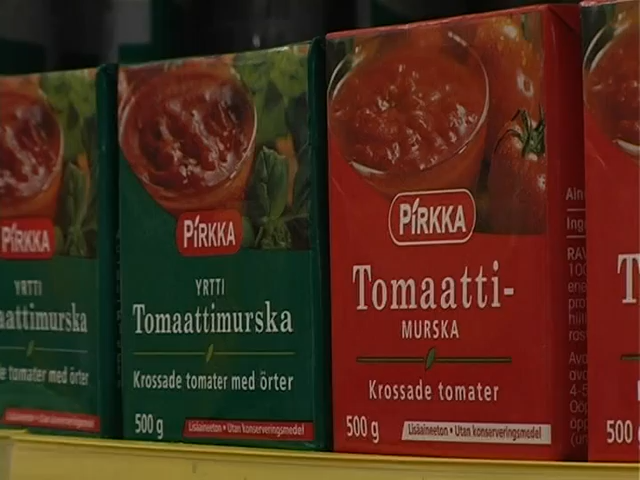 PIRKKA
YRTTI
Tomaattimurska
Krossade tomater med örter
500 g
Lisäaineeton • Utan konserveringsmedel
PIRKKA
Tomaatti-
MURSKA
Krossade tomater
500 g
Lisäaineeton • Utan konserveringsmedel
PIRKKA
YRTTI
aattimurska
tomater med örter
T
500